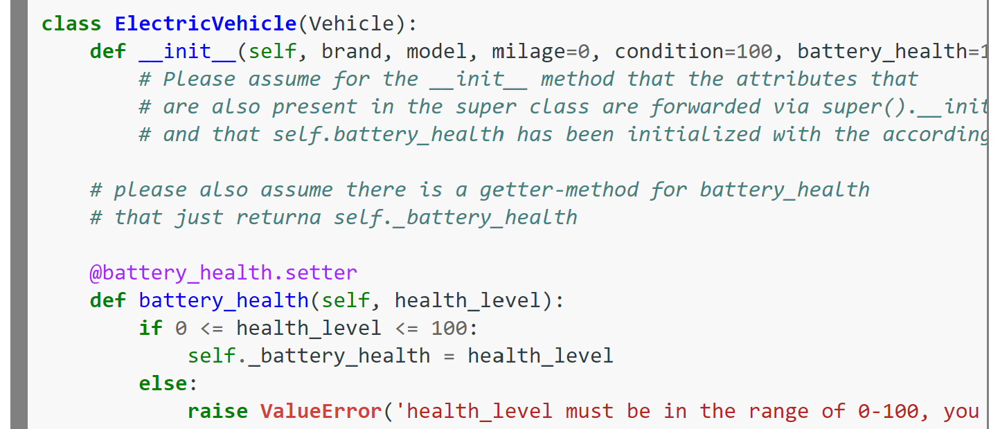 class ElectricVehicle(Vehicle):
    def __init__(self, brand, model, milage=0, condition=100, battery_health=1
        # Please assume for the __init__ method that the attributes that
        # are also present in the super class are forwarded via super().__init
        # and that self.battery_health has been initialized with the according
    # please also assume there is a getter-method for battery_health
    # that just returna self._battery_health
    @battery_health.setter
    def battery_health(self, health_level):
        if 0 <= health_level <= 100:
            self._battery_health = health_level
        else:
            raise ValueError('health_level must be in the range of 0-100, you